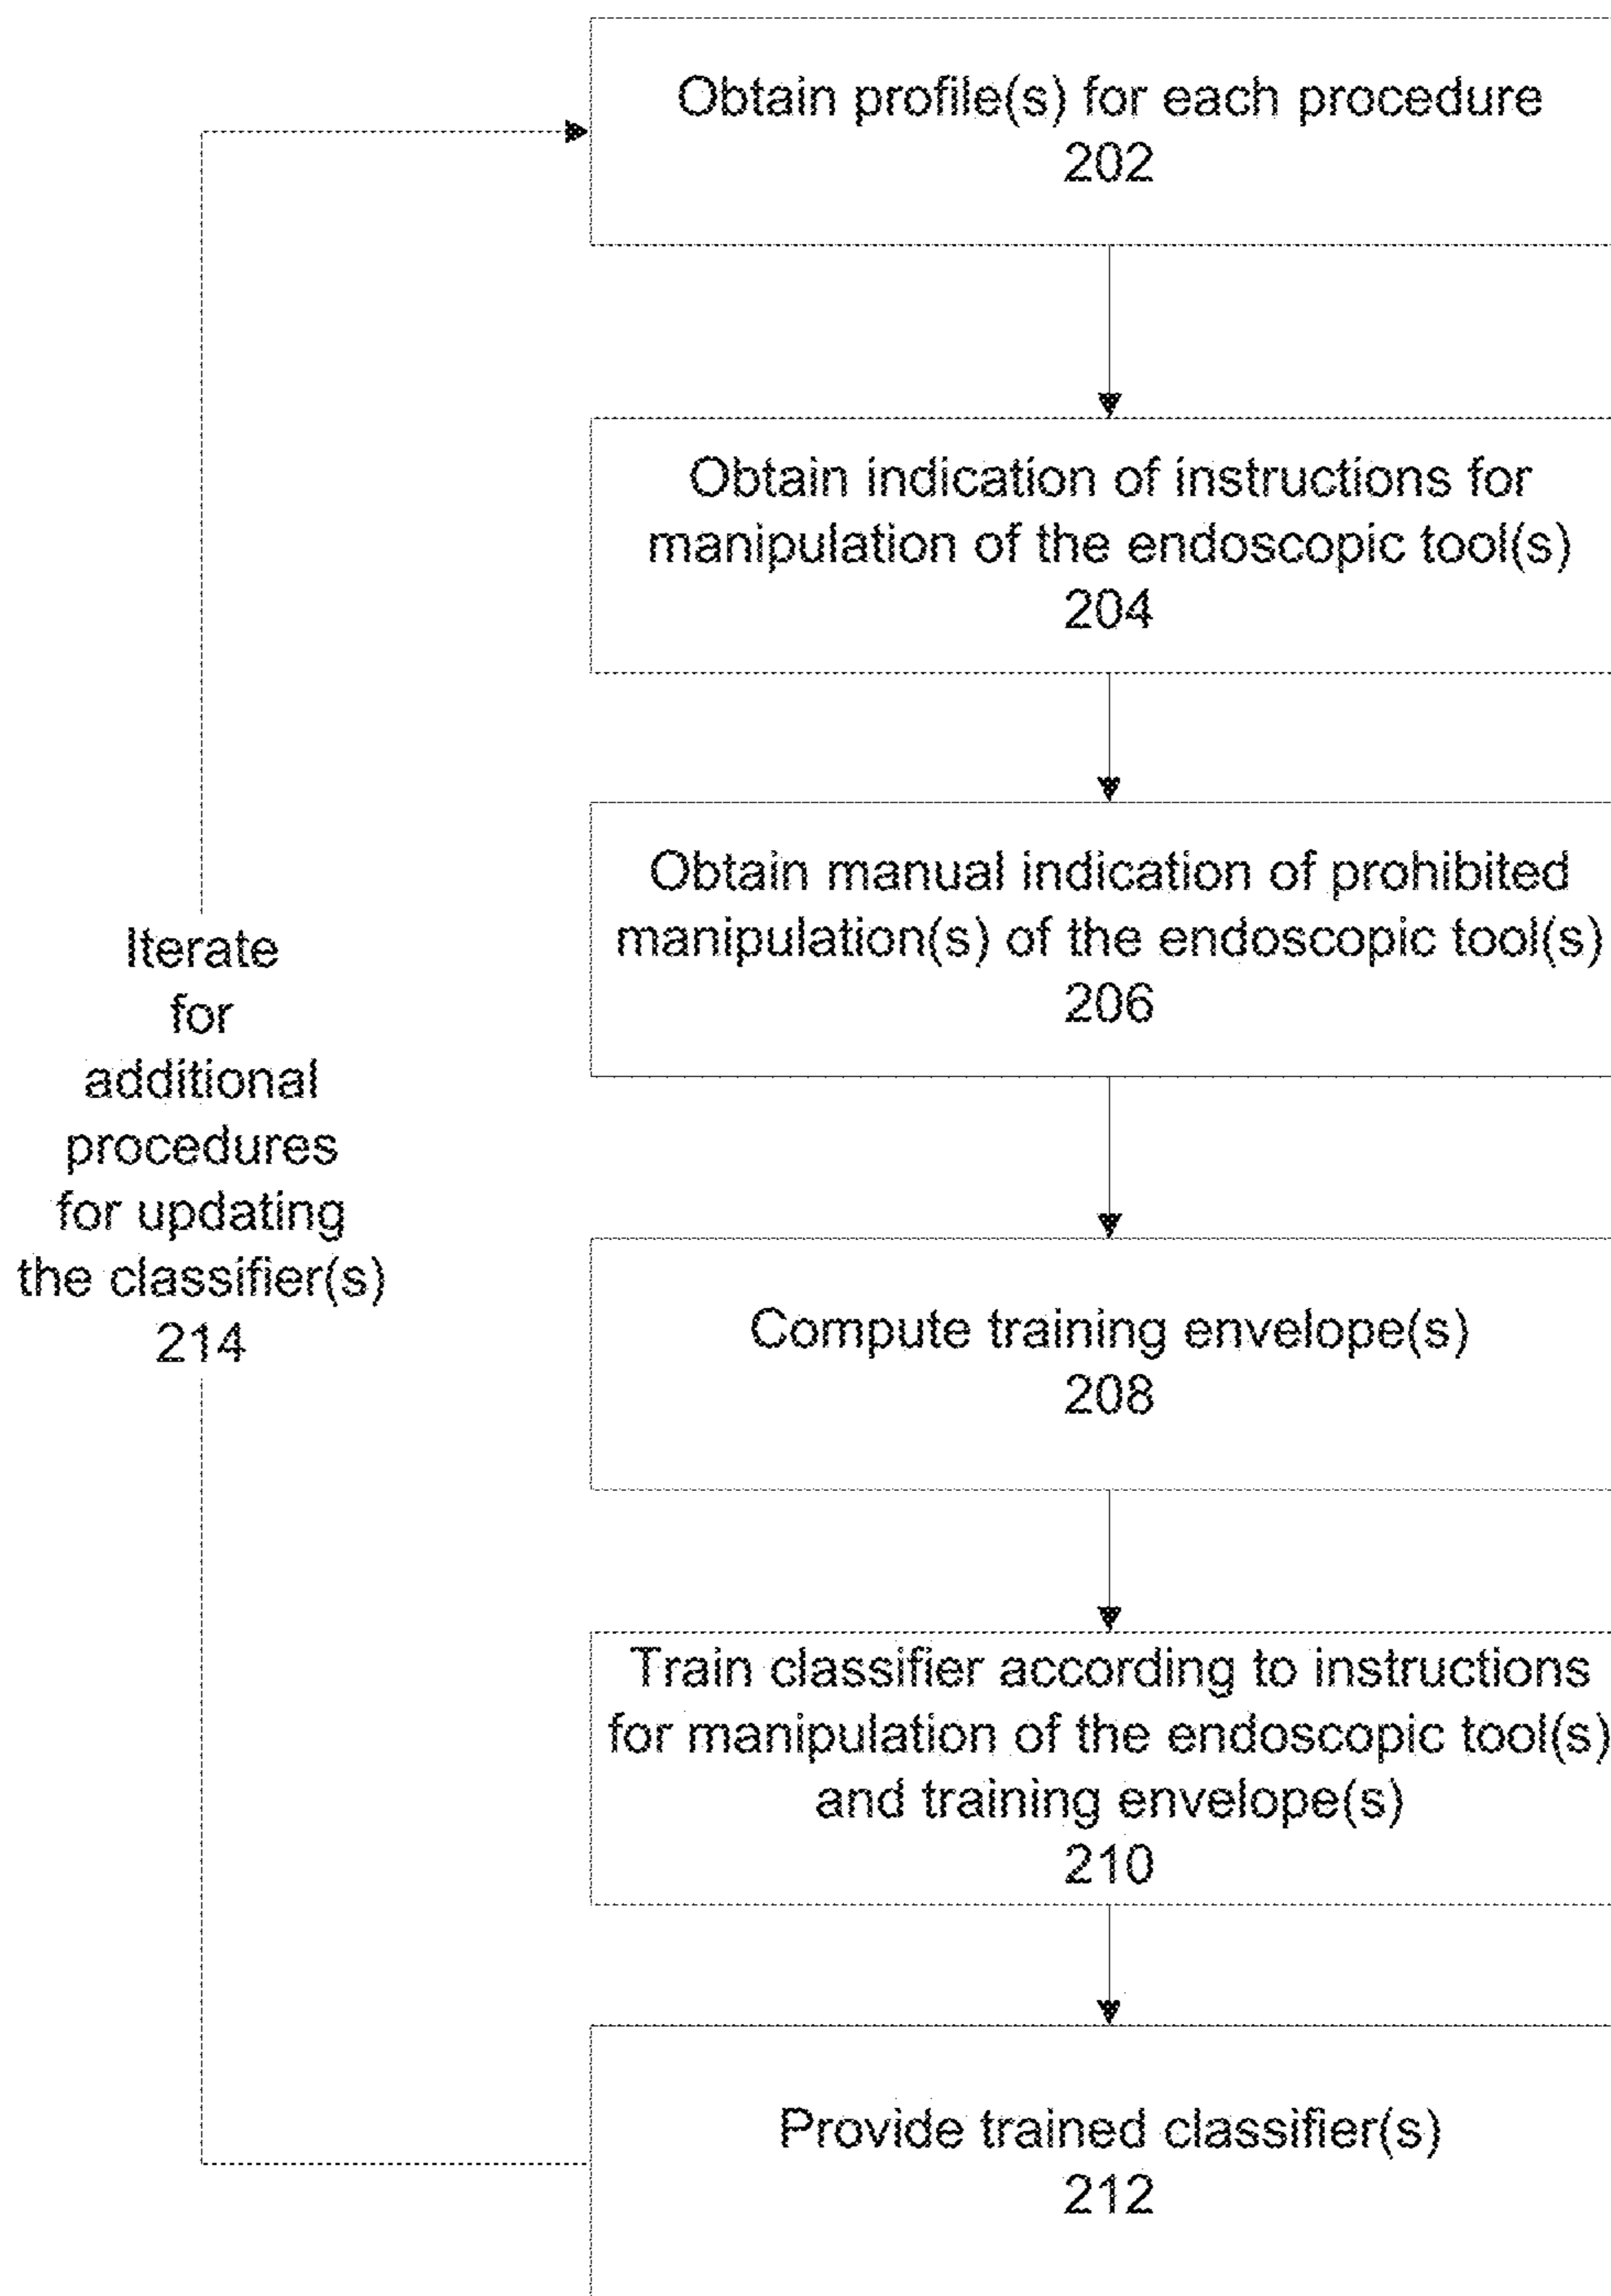 Obtain profile(s) for each procedure
202
Obtain indication of instructions for
manipulation of the endoscopic tool(s)
204
Obtain manual indication of prohibited
manipulation(s) of the endoscopic tool(s)
206
Iterate
for
additional
procedures
for updating
the classifier(s)
214
Compute training envelope(s)
208
Train classifier according to instructions
for manipulation of the endoscopic tool(s)
and training envelope(s)
210
Provide trained classifier(s)
212